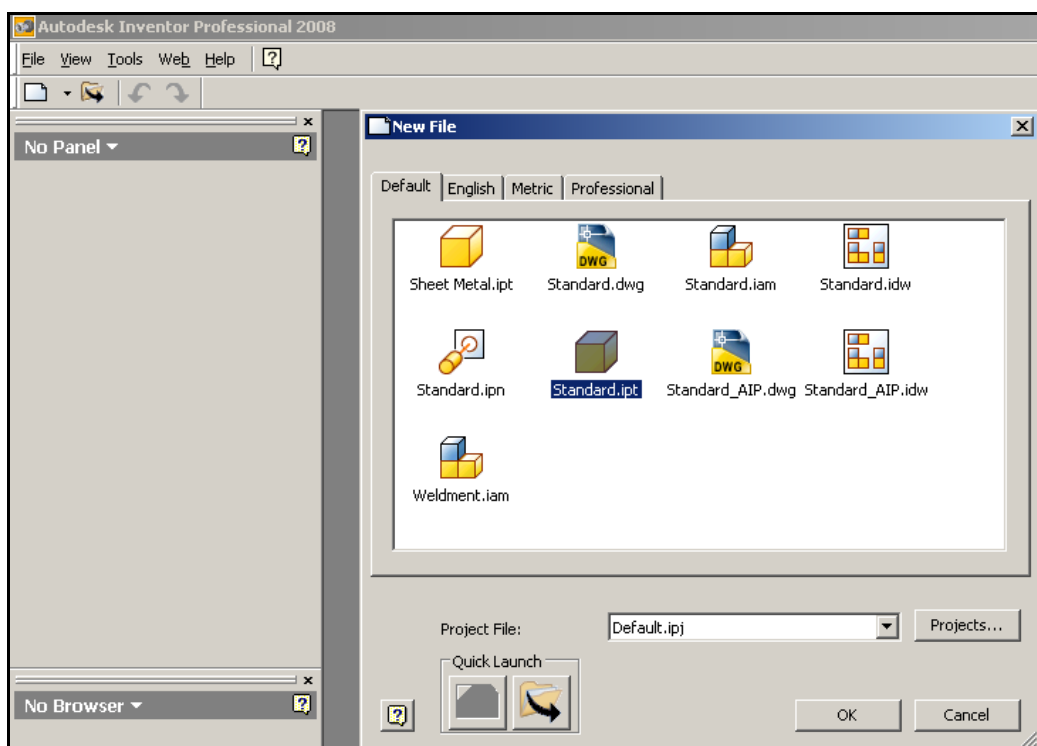 Autodesk Inventor Professional 2008
File View Tools Web Help ?
× New File ×
No Panel ?
Default English Metric Professional
DWG
Sheet Metal.ipt Standard.dwg Standard.iam Standard.idw
DWG
Standard.ipn Standard.ipt Standard_AIP.dwg Standard_AIP.idw
Weldment.iam
Project File: Default.ipj Projects...
Quick Launch
×
No Browser ? ? OK Cancel